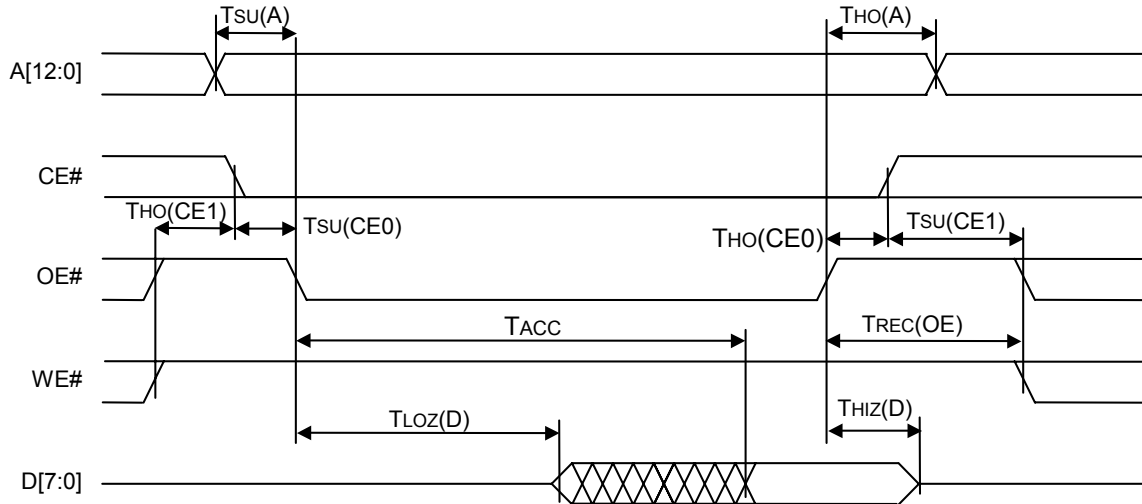 TSU(A)
THO(A)
A[12:0]
CE#
THO(CE1)
TSU(CE0)
THO(CE0)
TSU(CE1)
OE#
TACC
TREC(OE)
WE#
TLOZ(D)
THIZ(D)
D[7:0]